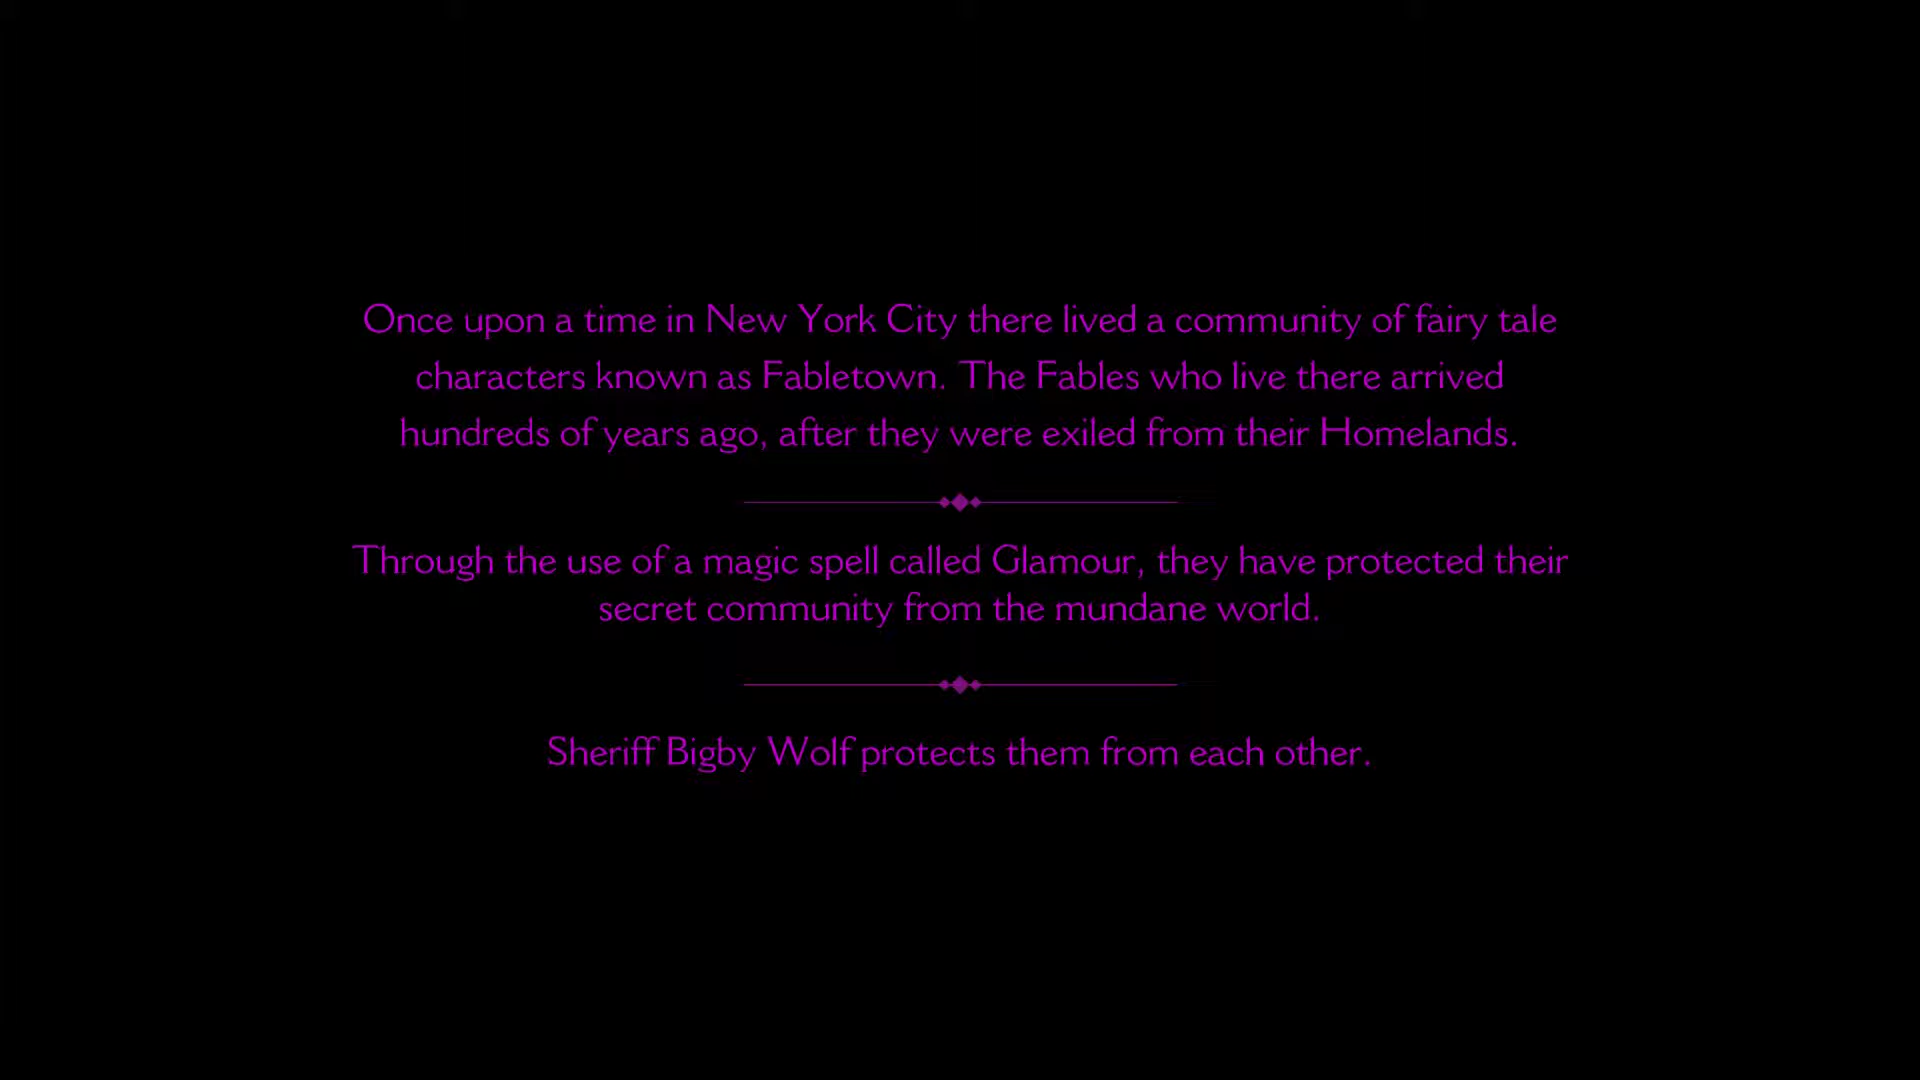 Once upon a time in New York City there lived a community of fairy tale
characters known as Fabletown. The Fables who live there arrived
hundreds of years ago, after they were exiled from their Homelands.
Through the use of a magic spell called Glamour, they have protected their
secret community from the mundane world.
Sheriff Bigby Wolf protects them from each other.